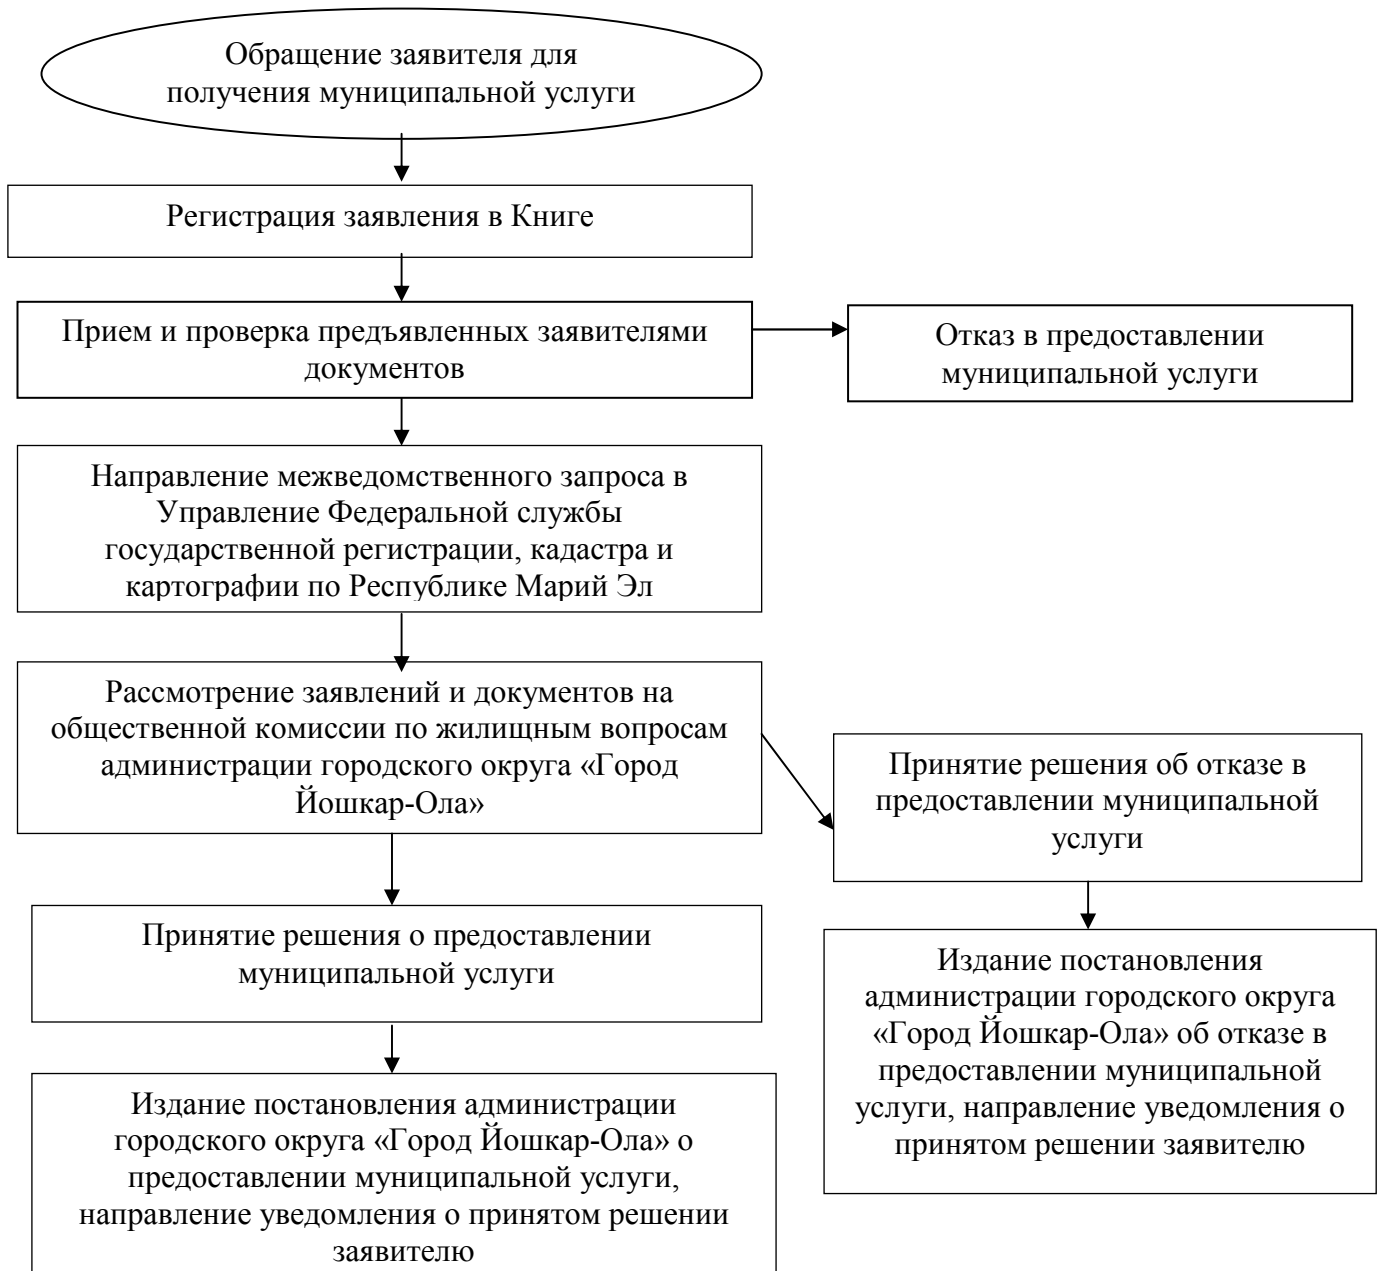 Обращение заявителя для
получения муниципальной услуги
Регистрация заявления в Книге
Прием и проверка предъявленных заявителями
документов
Отказ в предоставлении
муниципальной услуги
Направление межведомственного запроса в
Управление Федеральной службы
государственной регистрации, кадастра и
картографии по Республике Марий Эл
Рассмотрение заявлений и документов на
общественной комиссии по жилищным вопросам
администрации городского округа «Город
Йошкар-Ола»
Принятие решения об отказе в
предоставлении муниципальной
услуги
Принятие решения о предоставлении
муниципальной услуги
Издание постановления
администрации городского округа
«Город Йошкар-Ола» об отказе в
предоставлении муниципальной
услуги, направление уведомления о
принятом решении заявителю
Издание постановления администрации
городского округа «Город Йошкар-Ола» о
предоставлении муниципальной услуги,
направление уведомления о принятом решении
заявителю